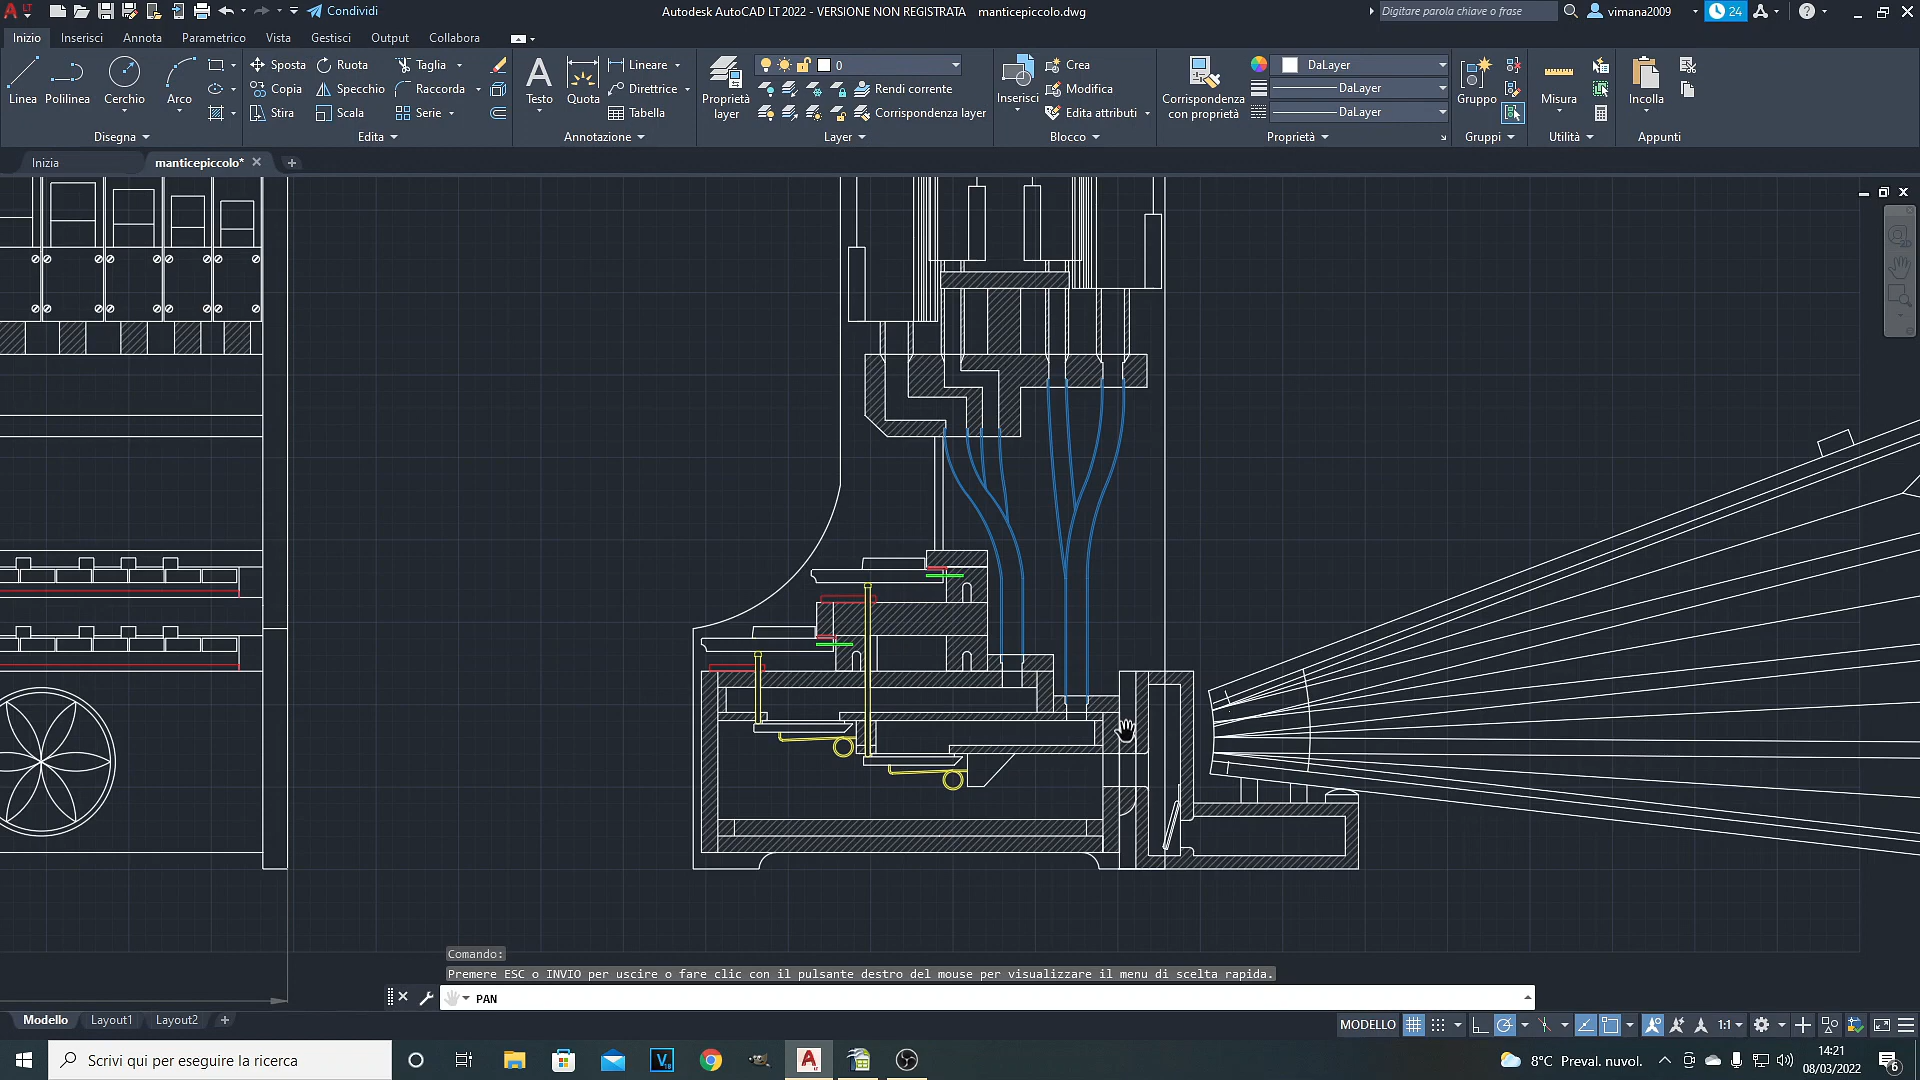 Condividi
Autodesk AutoCAD LT 2022 - VERSIONE NON REGISTRATA manticepiccolo.dwg
Digitare parola chiave o frase
vimana2009
24
Inizio Inserisci Annota Parametrico Vista Gestisci Output Collabora
Linea Polilinea Cerchio Arco
Sposta Ruota Taglia
Copia Specchio Raccorda
Stira Scala Serie
Testo Quota
Lineare
Direttrice
Tabella
Proprietà layer
0
Rendi corrente
Corrispondenza layer
Inserisci
Crea
Modifica
Edita attributi
Corrispondenza con proprietà
DaLayer
DaLayer
DaLayer
Gruppo
Misura
Incolla
Disegna Edita Annotazione Layer Blocco Proprietà Gruppi Utilità Appunti
Inizia manticepiccolo*
Comando:
Premere ESC o INVIO per uscire o fare clic con il pulsante destro del mouse per visualizzare il menu di scelta rapida.
PAN
Modello Layout1 Layout2
MODELLO 1:1
Scrivi qui per eseguire la ricerca
8°C Preval. nuvol.
14:21
08/03/2022
6